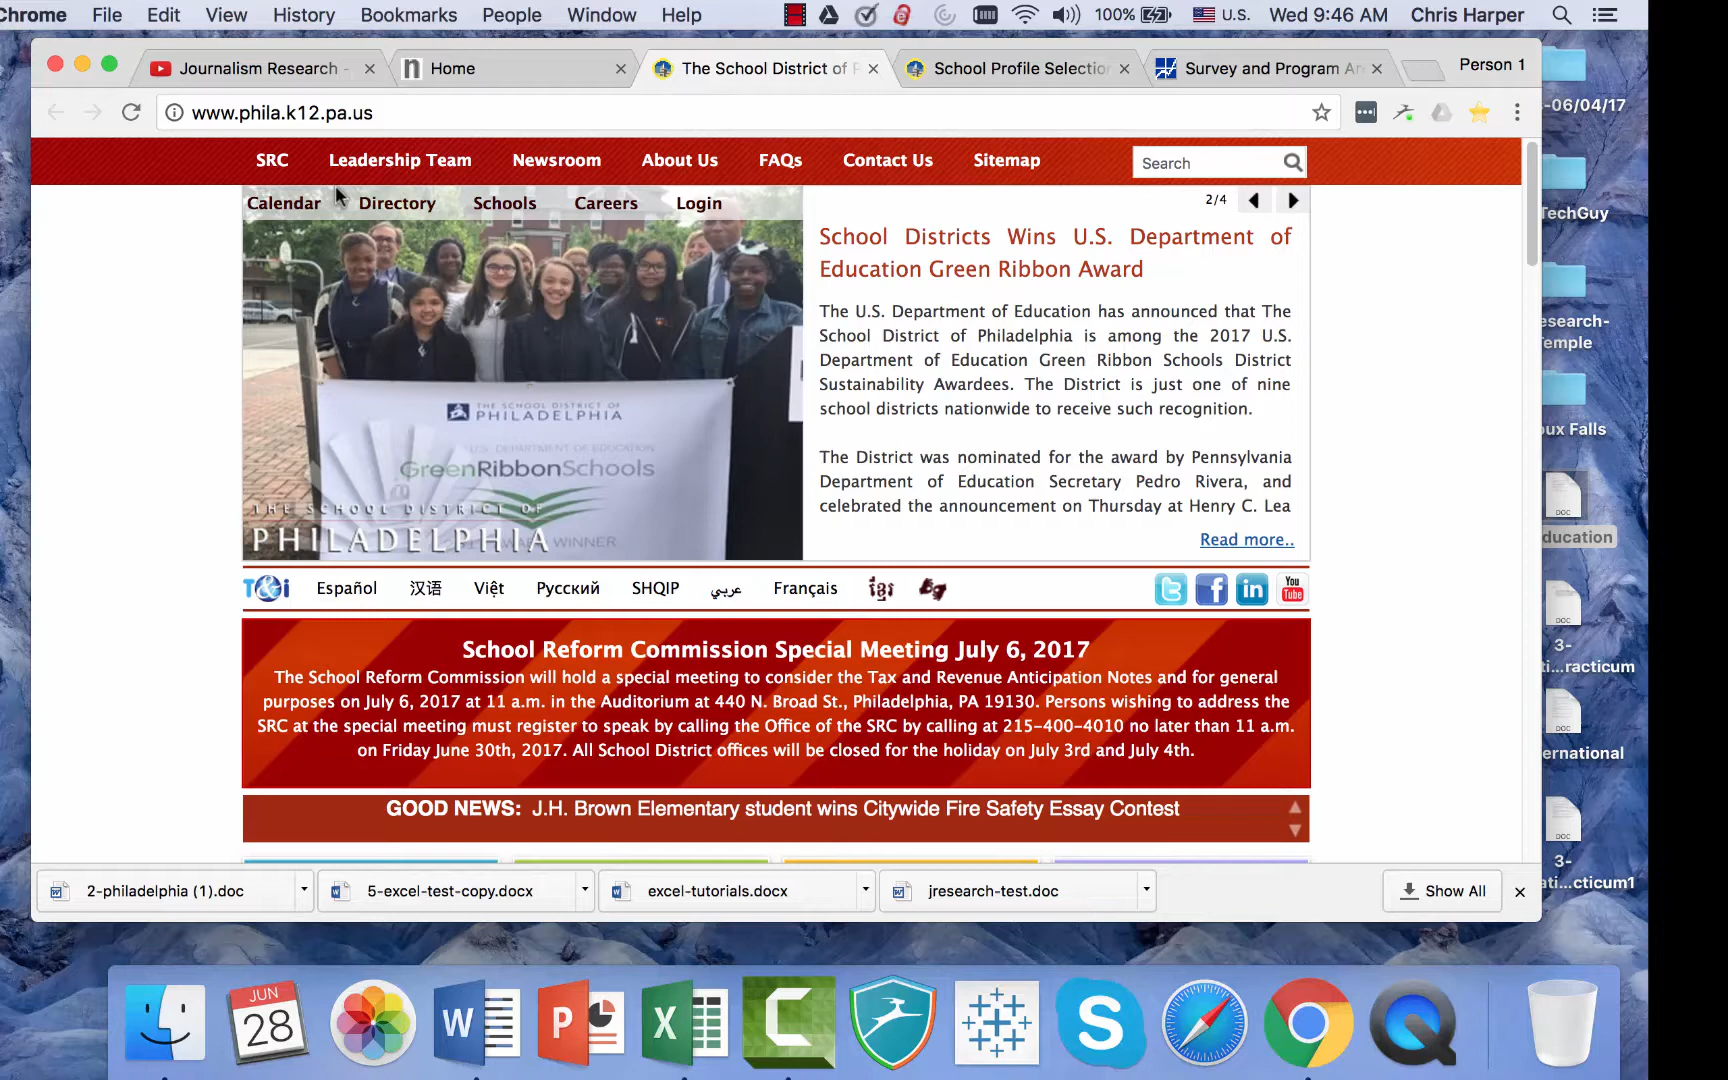 Chrome File Edit View History Bookmarks People Window Help 100% U.S. Wed 9:46 AM Chris Harper
Journalism Research - Home The School District of P School Profile Selection Survey and Program Person 1
www.phila.k12.pa.us
SRC Leadership Team Newsroom About Us FAQs Contact Us Sitemap Search
Calendar Directory Schools Careers Login
2/4
School Districts Wins U.S. Department of
Education Green Ribbon Award
The U.S. Department of Education has announced that The
School District of Philadelphia is among the 2017 U.S.
Department of Education Green Ribbon Schools District
Sustainability Awardees. The District is just one of nine
school districts nationwide to receive such recognition.
The District was nominated for the award by Pennsylvania
Department of Education Secretary Pedro Rivera, and
celebrated the announcement on Thursday at Henry C. Lea
Read more..
THE SCHOOL DISTRICT OF
PHILADELPHIA
U.S. DEPARTMENT OF EDUCATION
GreenRibbonSchools
AWARD WINNER
THE SCHOOL DISTRICT OF
PHILADELPHIA
T&i Español 汉语 Việt Русский SHQIP عربي Français ខ្មែរ
You Tube
School Reform Commission Special Meeting July 6, 2017
The School Reform Commission will hold a special meeting to consider the Tax and Revenue Anticipation Notes and for general
purposes on July 6, 2017 at 11 a.m. in the Auditorium at 440 N. Broad St., Philadelphia, PA 19130. Persons wishing to address the
SRC at the special meeting must register to speak by calling the Office of the SRC by calling at 215-400-4010 no later than 11 a.m.
on Friday June 30th, 2017. All School District offices will be closed for the holiday on July 3rd and July 4th.
GOOD NEWS: J.H. Brown Elementary student wins Citywide Fire Safety Essay Contest
2-philadelphia (1).doc 5-excel-test-copy.docx excel-tutorials.docx jresearch-test.doc Show All
-06/04/17
TechGuy
esearch-
emple
oux Falls
DOC
ducation
DOC
3-
ti...racticum
DOC
ernational
DOC
3-
ati...cticum1
JUN
28